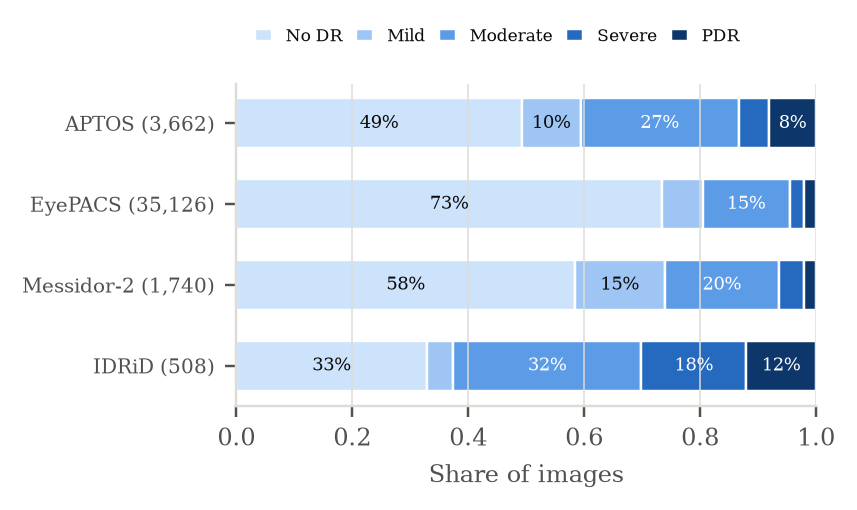 No DR Mild Moderate Severe PDR
APTOS (3,662) 49% 10% 27% 8%
EyePACS (35,126) 73% 15%
Messidor-2 (1,740) 58% 15% 20%
IDRiD (508) 33% 32% 18% 12%
0.0 0.2 0.4 0.6 0.8 1.0
Share of images